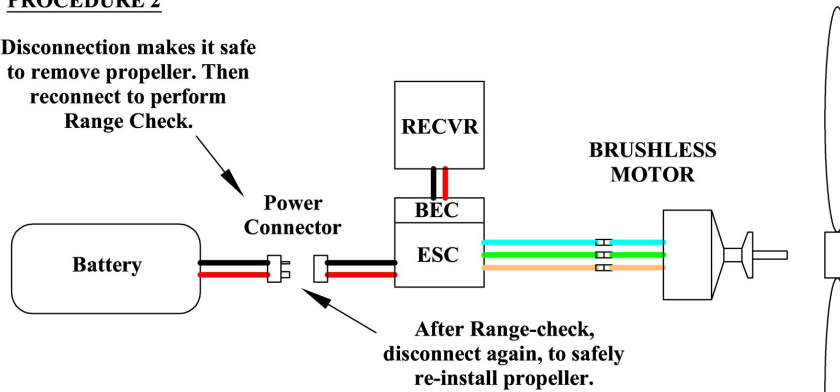 PROCEDURE 2
Disconnection makes it safe
to remove propeller. Then
reconnect to perform
Range Check.
RECVR
BRUSHLESS
MOTOR
Power
Connector
BEC
Battery
ESC
After Range-check,
disconnect again, to safely
re-install propeller.